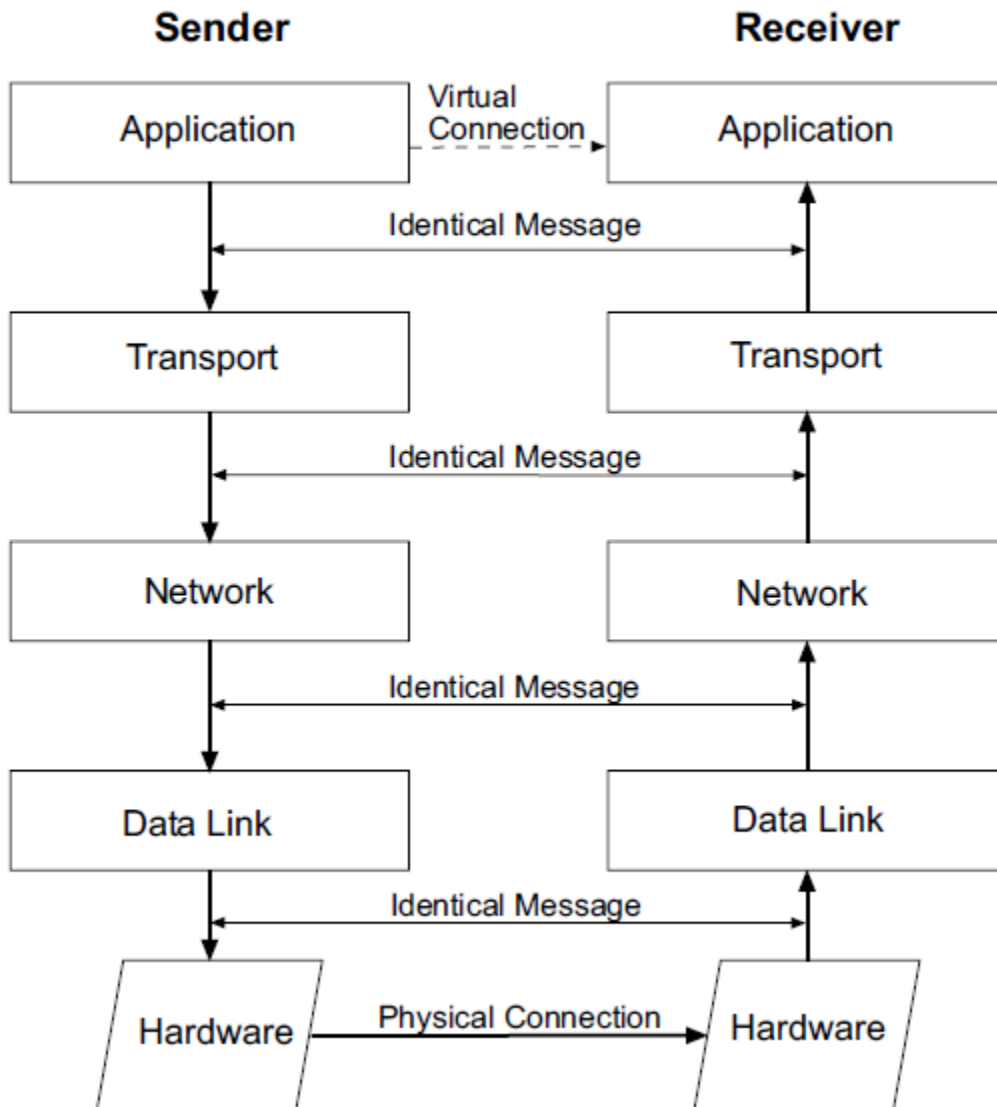 Sender
Receiver
Virtual
Connection
Application
Application
Identical Message
Transport
Transport
Identical Message
Network
Network
Identical Message
Data Link
Data Link
Identical Message
Hardware
Physical Connection
Hardware